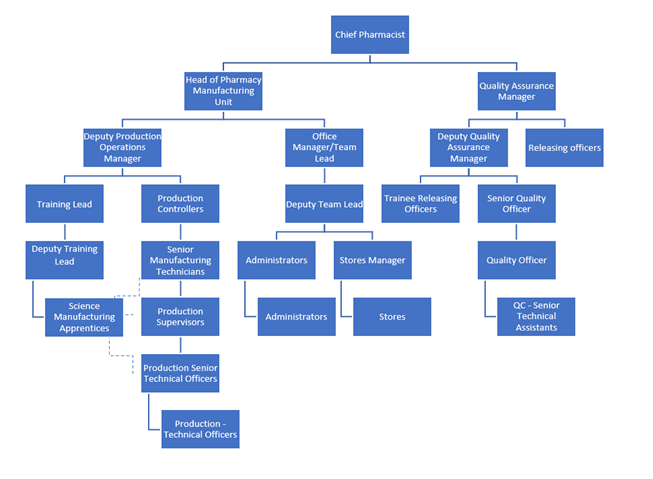 Chief Pharmacist
Head of Pharmacy
Manufacturing
Unit
Quality Assurance
Manager
Deputy Production
Operations
Manager
Office
Manager/Team
Lead
Deputy Quality
Assurance
Manager
Releasing officers
Training Lead
Production
Controllers
Deputy Team Lead
Trainee Releasing
Officers
Senior Quality
Officer
Deputy Training
Lead
Senior
Manufacturing
Technicians
Administrators
Stores Manager
Quality Officer
Science
Manufacturing
Apprentices
Production
Supervisors
Administrators
Stores
QC - Senior
Technical
Assistants
Production Senior
Technical Officers
Production -
Technical Officers